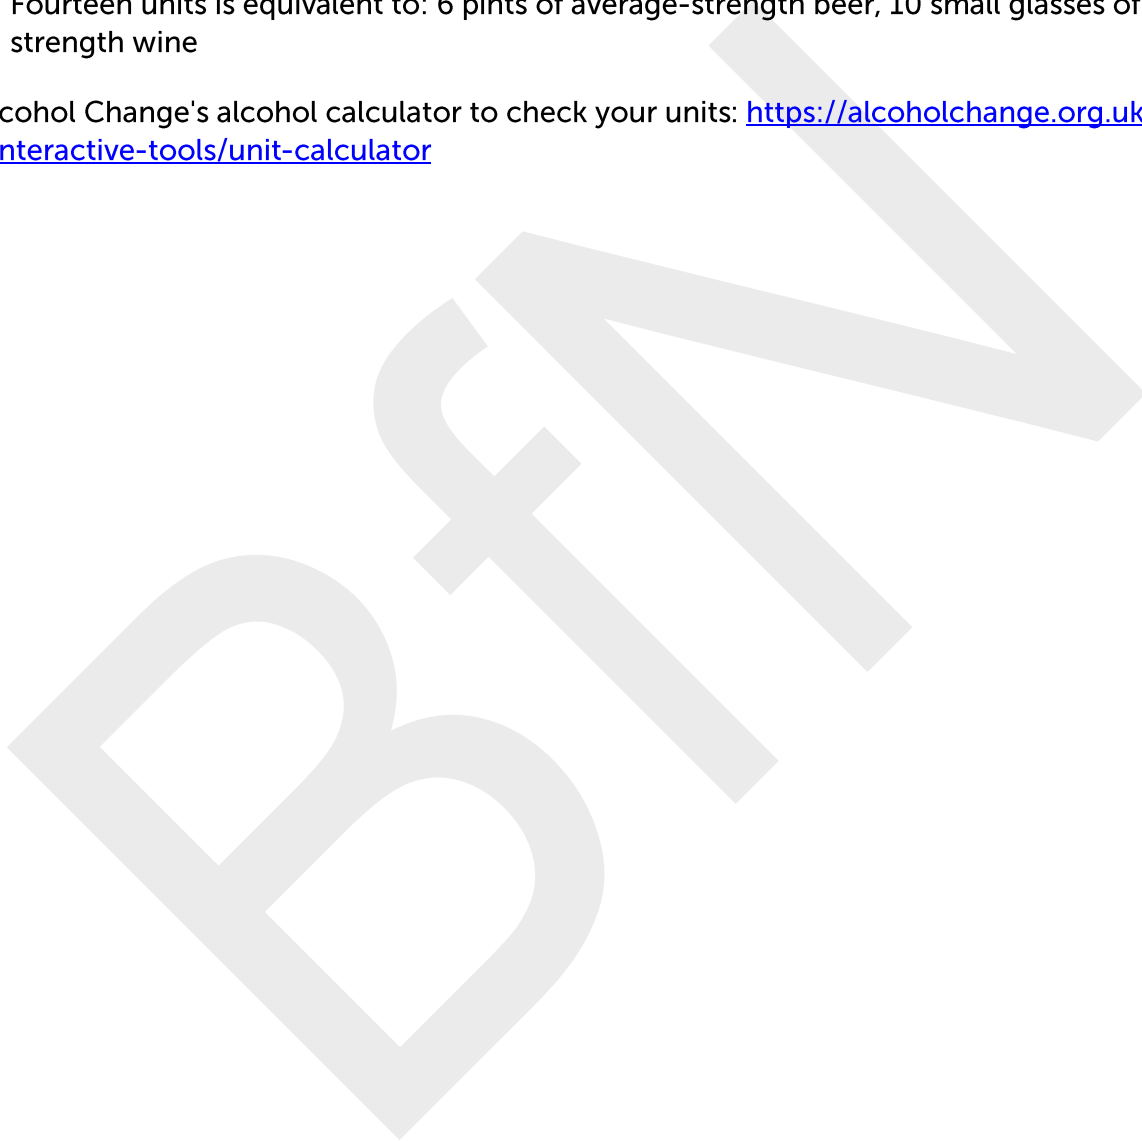 Fourteen units is equivalent to: 6 pints of average-strength beer, 10 small glasses of
strength wine
cohol Change's alcohol calculator to check your units: https://alcoholchange.org.uk
nteractive-tools/unit-calculator
BfN